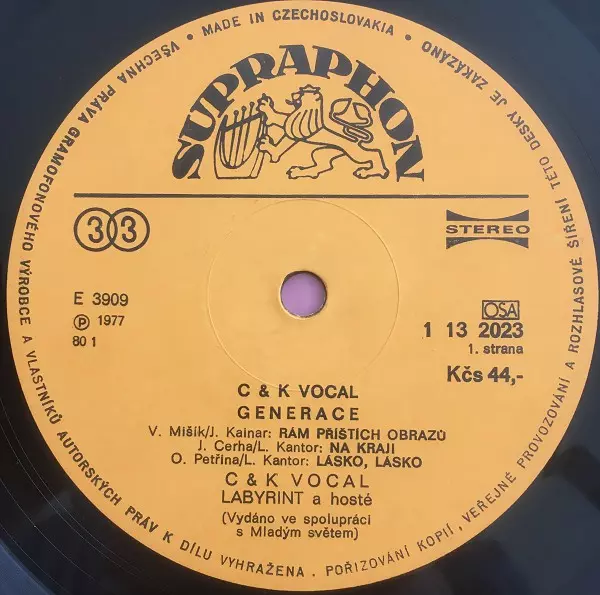 VŠECHNA PRÁVA GRAMOFONOVÉHO VÝROBCE A VLASTNÍKŮ AUTORSKÝCH PRÁV K DÍLU VYHRAŽENA. POŘIZOVÁNÍ KOPIÍ, VEŘEJNÉ PROVOZOVÁNÍ A ROZHLASOVÉ ŠÍŘENÍ TÉTO DESKY JE ZAKÁZÁNO • MADE IN CZECHOSLOVAKIA •
SUPRAPHON
33
STEREO
E 3909
Ⓟ 1977
80 1
OSA
1 13 2023
1. strana
Kčs 44,-
C & K VOCAL
GENERACE
V. Mišík/J. Kainar: RÁM PŘÍŠTÍCH OBRAZŮ
J. Cerha/L. Kantor: NA KRAJI
O. Petřina/L. Kantor: LÁSKO, LÁSKO
C & K VOCAL
LABYRINT a hosté
(Vydáno ve spolupráci
s Mladým světem)